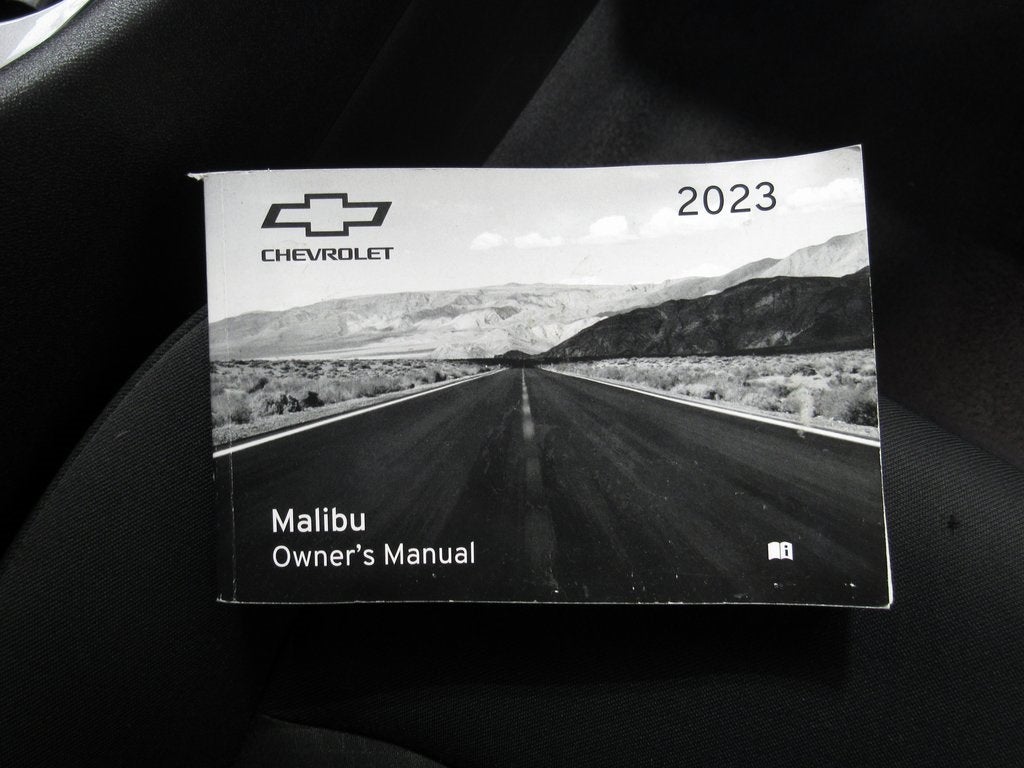 CHEVROLET
2023
Malibu
Owner's Manual